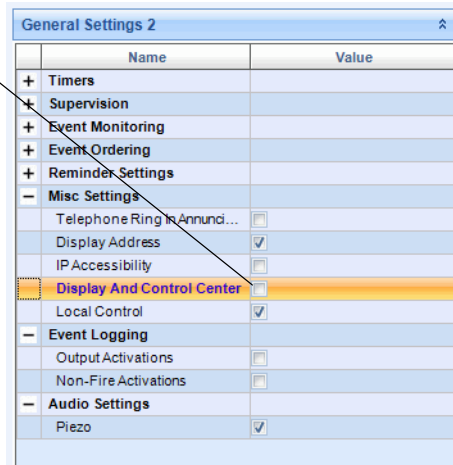 General Settings 2
Name Value
Timers
Supervision
Event Monitoring
Event Ordering
Reminder Settings
Misc Settings
Telephone Ring In Annunci...
Display Address
IP Accessibility
Display And Control Center
Local Control
Event Logging
Output Activations
Non-Fire Activations
Audio Settings
Piezo